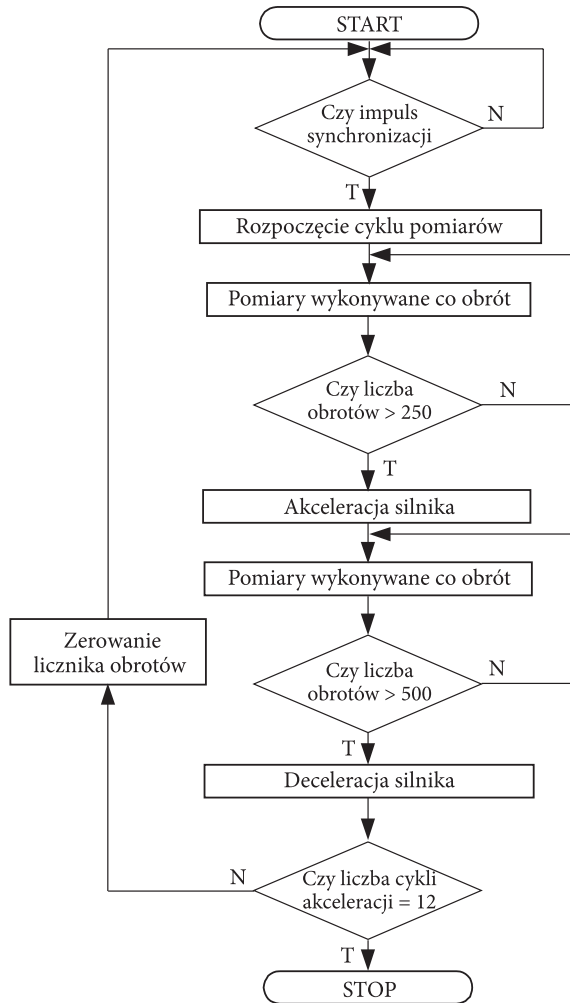 START
Czy impuls
synchronizacji
N
T
Rozpoczęcie cyklu pomiarów
Pomiary wykonywane co obrót
Czy liczba
obrotów > 250
N
T
Akceleracja silnika
Pomiary wykonywane co obrót
Zerowanie
licznika obrotów
Czy liczba
obrotów > 500
N
T
Deceleracja silnika
N
Czy liczba cykli
akceleracji = 12
T
STOP